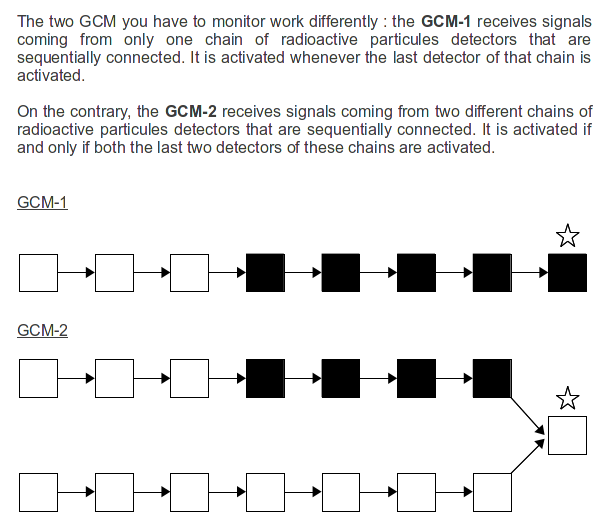 The two GCM you have to monitor work differently : the GCM-1 receives signals
coming from only one chain of radioactive particules detectors that are
sequentially connected. It is activated whenever the last detector of that chain is
activated.
On the contrary, the GCM-2 receives signals coming from two different chains of
radioactive particules detectors that are sequentially connected. It is activated if
and only if both the last two detectors of these chains are activated.
GCM-1
GCM-2